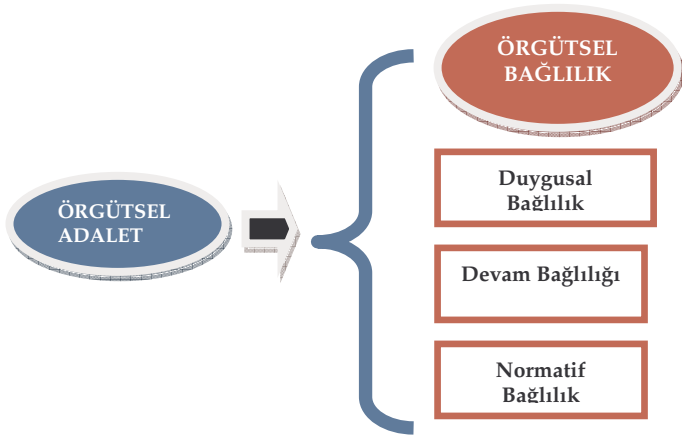 ÖRGÜTSEL
BAĞLILIK
Duygusal
Bağlılık
ÖRGÜTSEL
ADALET
Devam Bağlılığı
Normatif
Bağlılık